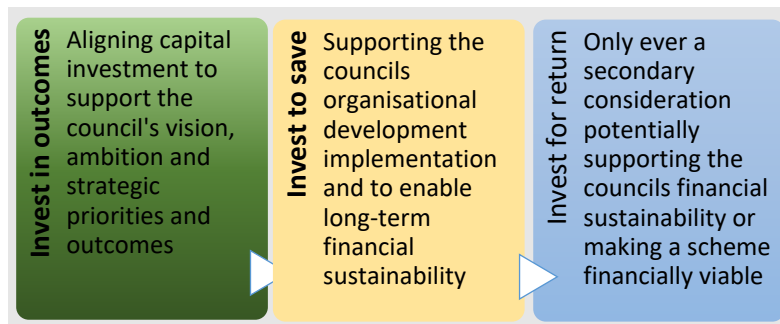 Invest in outcomes
Aligning capital
investment to
support the
council's vision,
ambition and
strategic
priorities and
outcomes
Invest to save
Supporting the
councils
organisational
development
implementation
and to enable
long-term
financial
sustainability
Invest for return
Only ever a
secondary
consideration
potentially
supporting the
councils financial
sustainability or
making a scheme
financially viable